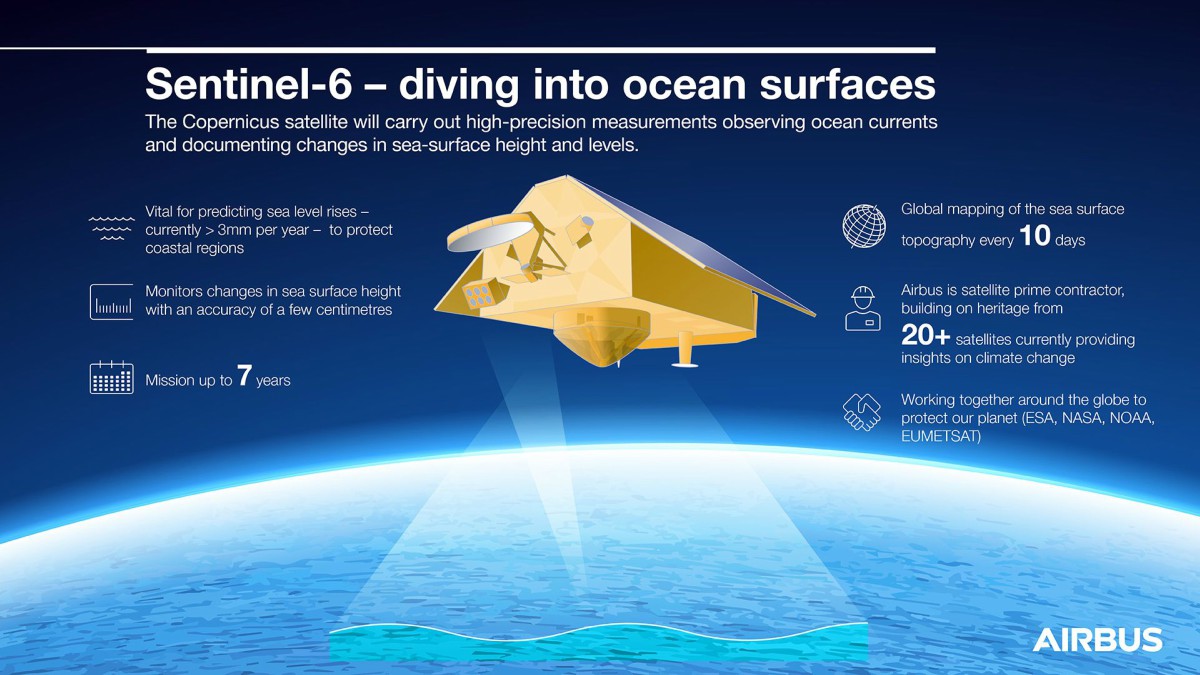 Sentinel-6 – diving into ocean surfaces
The Copernicus satellite will carry out high-precision measurements observing ocean currents
and documenting changes in sea-surface height and levels.
Vital for predicting sea level rises –
currently > 3mm per year – to protect
coastal regions
Monitors changes in sea surface height
with an accuracy of a few centimetres
Mission up to 7 years
Global mapping of the sea surface
topography every 10 days
Airbus is satellite prime contractor,
building on heritage from
20+ satellites currently providing
insights on climate change
Working together around the globe to
protect our planet (ESA, NASA, NOAA,
EUMETSAT)
AIRBUS